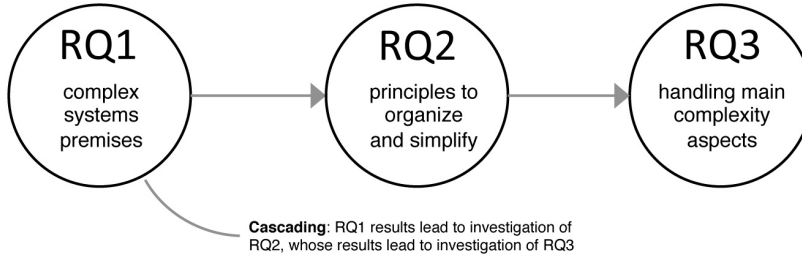 RQ1
complex
systems
premises
RQ2
principles to
organize
and simplify
RQ3
handling main
complexity
aspects
Cascading: RQ1 results lead to investigation of
RQ2, whose results lead to investigation of RQ3